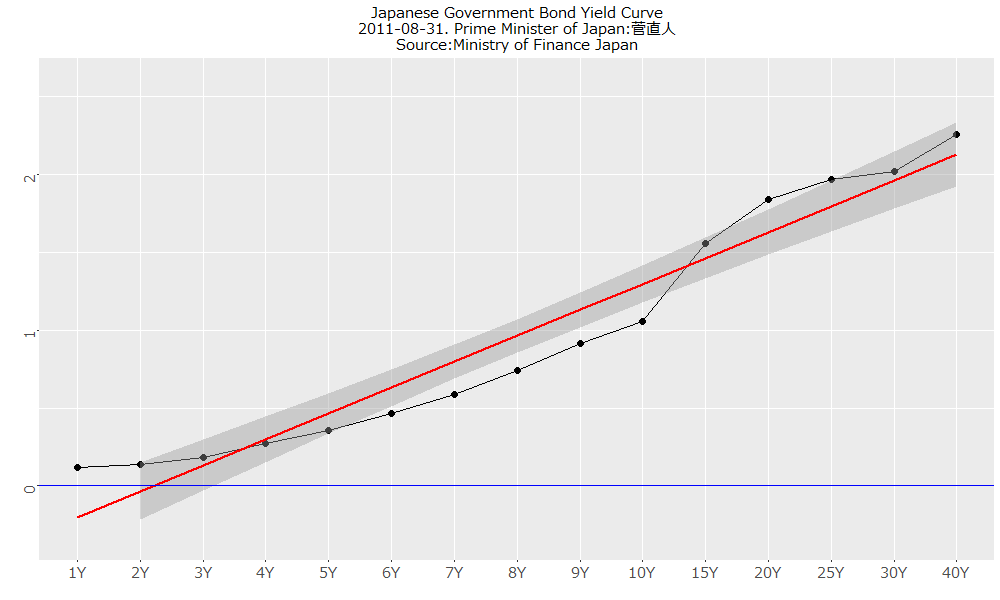 Japanese Government Bond Yield Curve
2011-08-31. Prime Minister of Japan:菅直人
Source:Ministry of Finance Japan
2
1
0
1Y 2Y 3Y 4Y 5Y 6Y 7Y 8Y 9Y 10Y 15Y 20Y 25Y 30Y 40Y